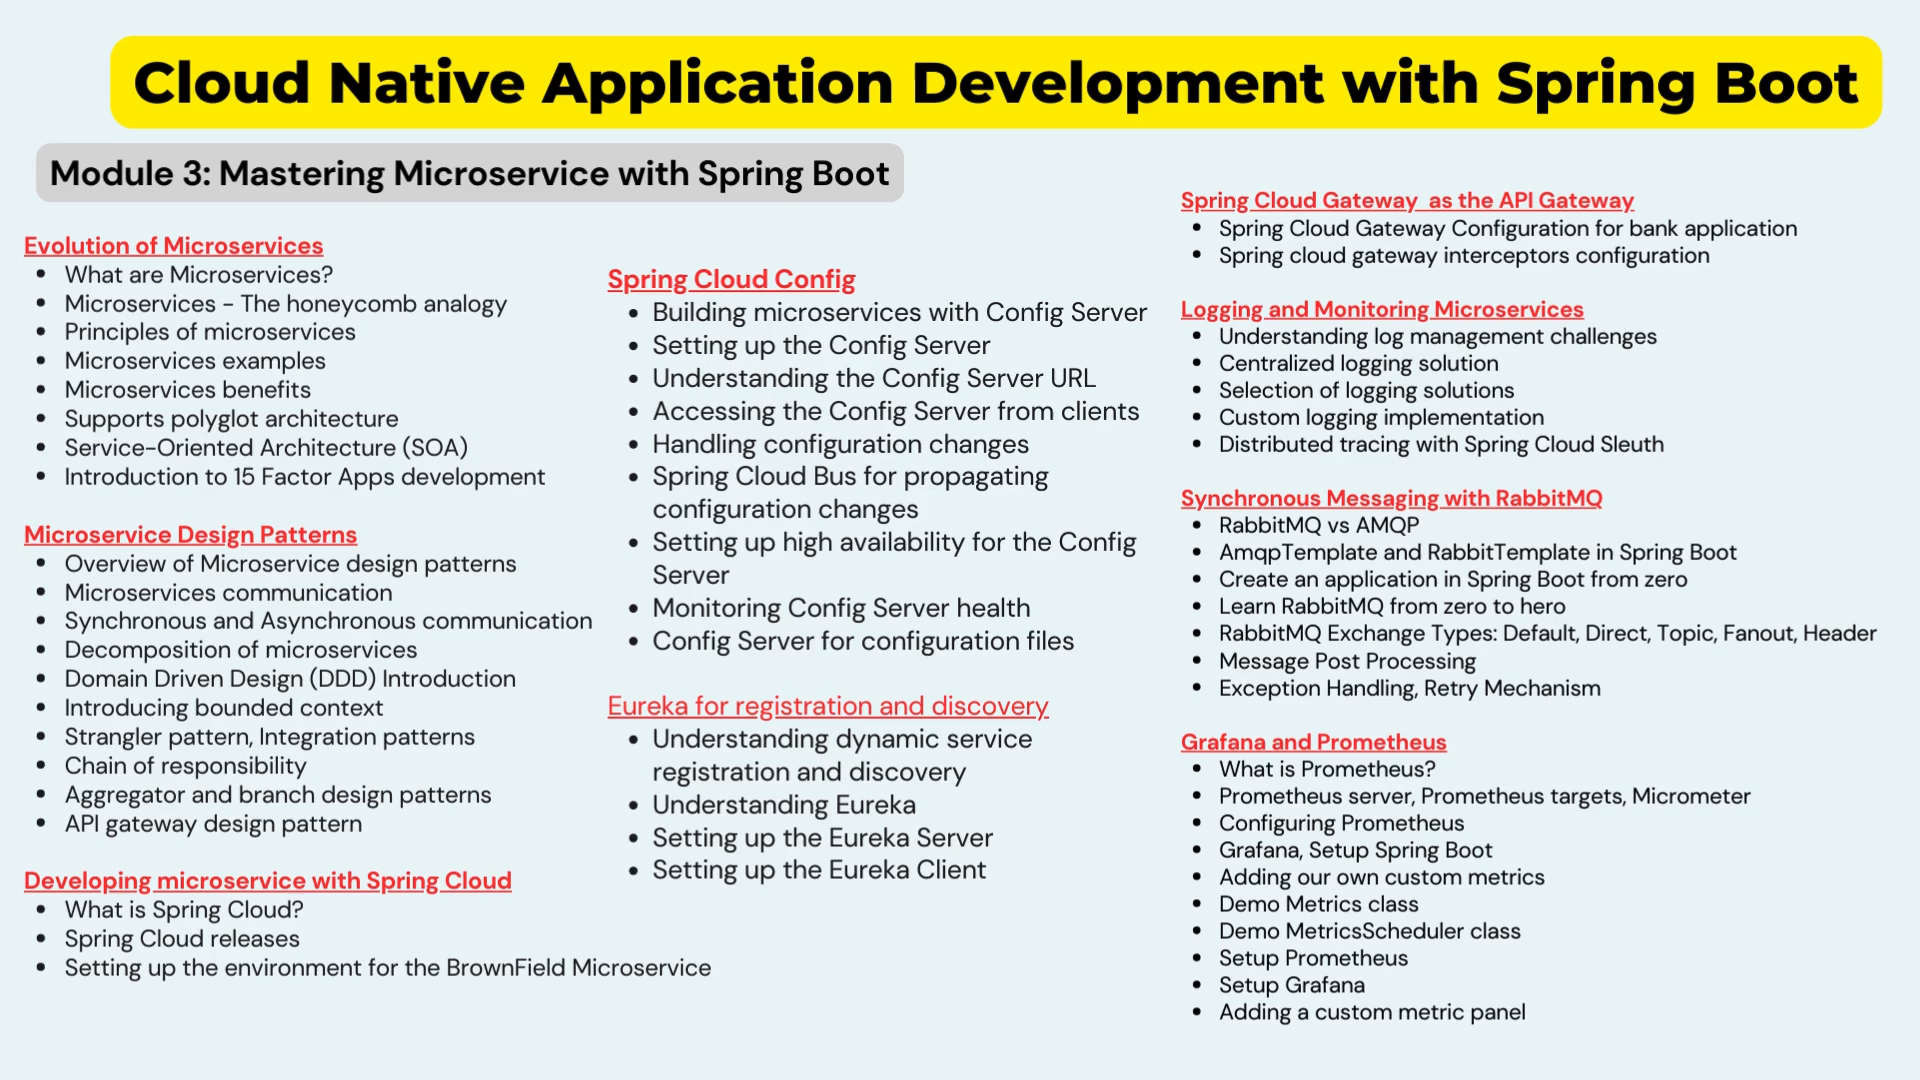 Cloud Native Application Development with Spring Boot
Module 3: Mastering Microservice with Spring Boot
Evolution of Microservices
• What are Microservices?
• Microservices - The honeycomb analogy
• Principles of microservices
• Microservices examples
• Microservices benefits
• Supports polyglot architecture
• Service-Oriented Architecture (SOA)
• Introduction to 15 Factor Apps development
Microservice Design Patterns
• Overview of Microservice design patterns
• Microservices communication
• Synchronous and Asynchronous communication
• Decomposition of microservices
• Domain Driven Design (DDD) Introduction
• Introducing bounded context
• Strangler pattern, Integration patterns
• Chain of responsibility
• Aggregator and branch design patterns
• API gateway design pattern
Developing microservice with Spring Cloud
• What is Spring Cloud?
• Spring Cloud releases
• Setting up the environment for the BrownField Microservice
Spring Cloud Config
• Building microservices with Config Server
• Setting up the Config Server
• Understanding the Config Server URL
• Accessing the Config Server from clients
• Handling configuration changes
• Spring Cloud Bus for propagating
configuration changes
• Setting up high availability for the Config
Server
• Monitoring Config Server health
• Config Server for configuration files
Eureka for registration and discovery
• Understanding dynamic service
registration and discovery
• Understanding Eureka
• Setting up the Eureka Server
• Setting up the Eureka Client
Spring Cloud Gateway as the API Gateway
• Spring Cloud Gateway Configuration for bank application
• Spring cloud gateway interceptors configuration
Logging and Monitoring Microservices
• Understanding log management challenges
• Centralized logging solution
• Selection of logging solutions
• Custom logging implementation
• Distributed tracing with Spring Cloud Sleuth
Synchronous Messaging with RabbitMQ
• RabbitMQ vs AMQP
• AmqpTemplate and RabbitTemplate in Spring Boot
• Create an application in Spring Boot from zero
• Learn RabbitMQ from zero to hero
• RabbitMQ Exchange Types: Default, Direct, Topic, Fanout, Header
• Message Post Processing
• Exception Handling, Retry Mechanism
Grafana and Prometheus
• What is Prometheus?
• Prometheus server, Prometheus targets, Micrometer
• Configuring Prometheus
• Grafana, Setup Spring Boot
• Adding our own custom metrics
• Demo Metrics class
• Demo MetricsScheduler class
• Setup Prometheus
• Setup Grafana
• Adding a custom metric panel